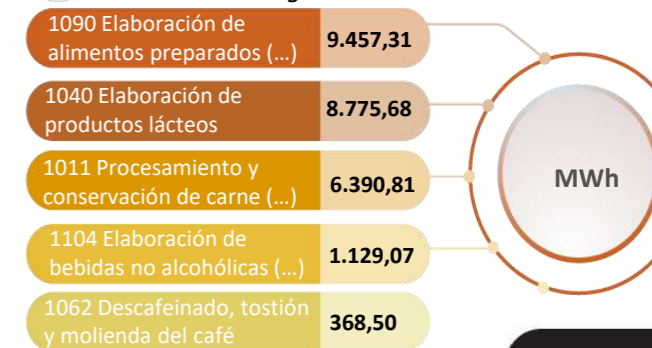 1090 Elaboración de
alimentos preparados (...)
9.457,31
1040 Elaboración de
productos lácteos
8.775,68
1011 Procesamiento y
conservación de carne (...)
6.390,81
1104 Elaboración de
bebidas no alcohólicas (...)
1.129,07
1062 Descafeinado, tostión
y molienda del café
368,50
MWh